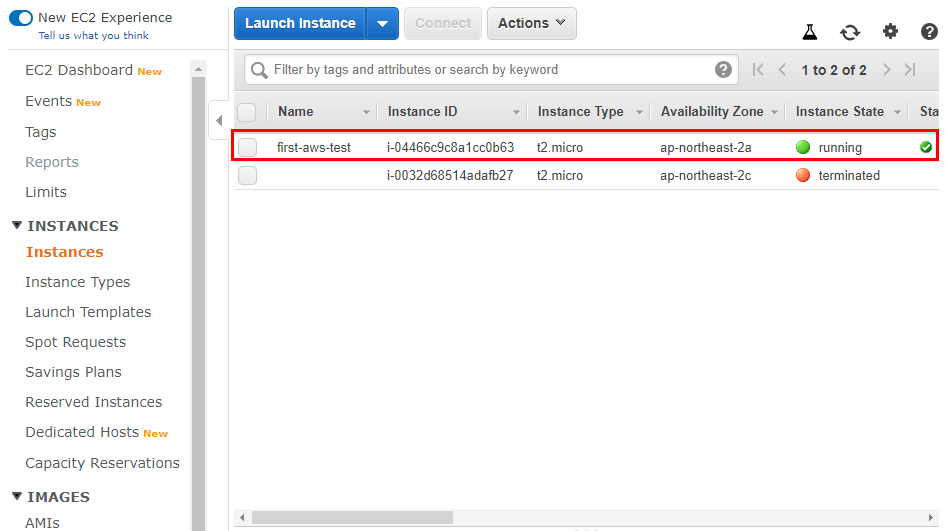 New EC2 Experience
Tell us what you think
EC2 Dashboard New
Events New
Tags
Reports
Limits
INSTANCES
Instances
Instance Types
Launch Templates
Spot Requests
Savings Plans
Reserved Instances
Dedicated Hosts New
Capacity Reservations
IMAGES
AMIs
Launch Instance Connect Actions
Filter by tags and attributes or search by keyword ? 1 to 2 of 2 ?
Name Instance ID Instance Type Availability Zone Instance State Sta
first-aws-test i-04466c9c8a1cc0b63 t2.micro ap-northeast-2a running
i-0032d68514adafb27 t2.micro ap-northeast-2c terminated